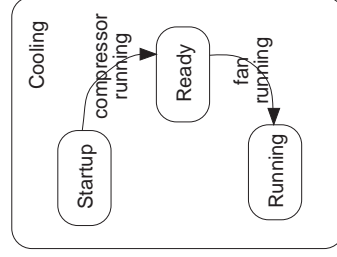 Cooling
Startup
compressor
running
Ready
fan
running
Running